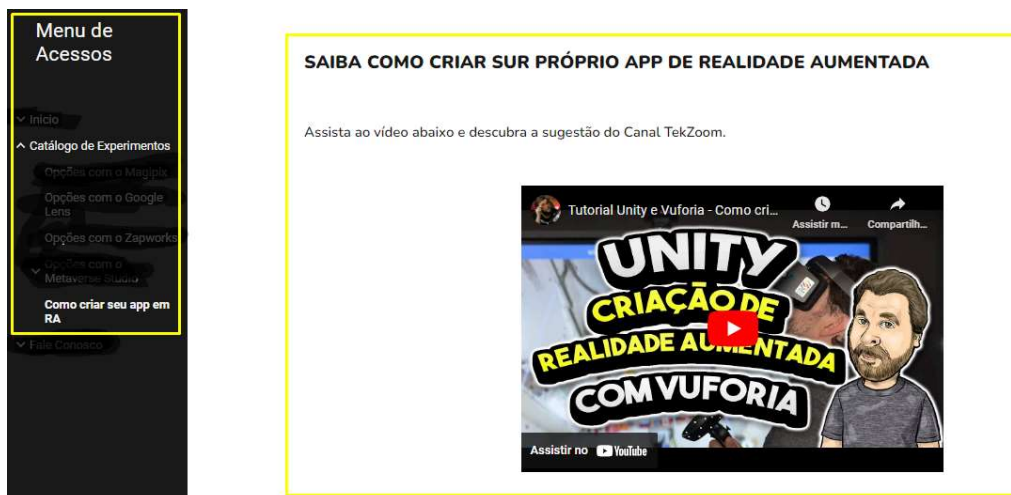 Menu de
Acessos
Início
Catálogo de Experimentos
Opções com o Magipix
Opções com o Google
Lens
Opções com o Zapworks
Opções com o
Metaverse Studio
Como criar seu app em
RA
Fale Conosco
SAIBA COMO CRIAR SUR PRÓPRIO APP DE REALIDADE AUMENTADA
Assista ao vídeo abaixo e descubra a sugestão do Canal TekZoom.
Tutorial Unity e Vuforia - Como cri...
Assistir m...
Compartilh...
UNITY
CRIAÇÃO DE
REALIDADE AUMENTADA
COM VUFORIA
Assistir no YouTube